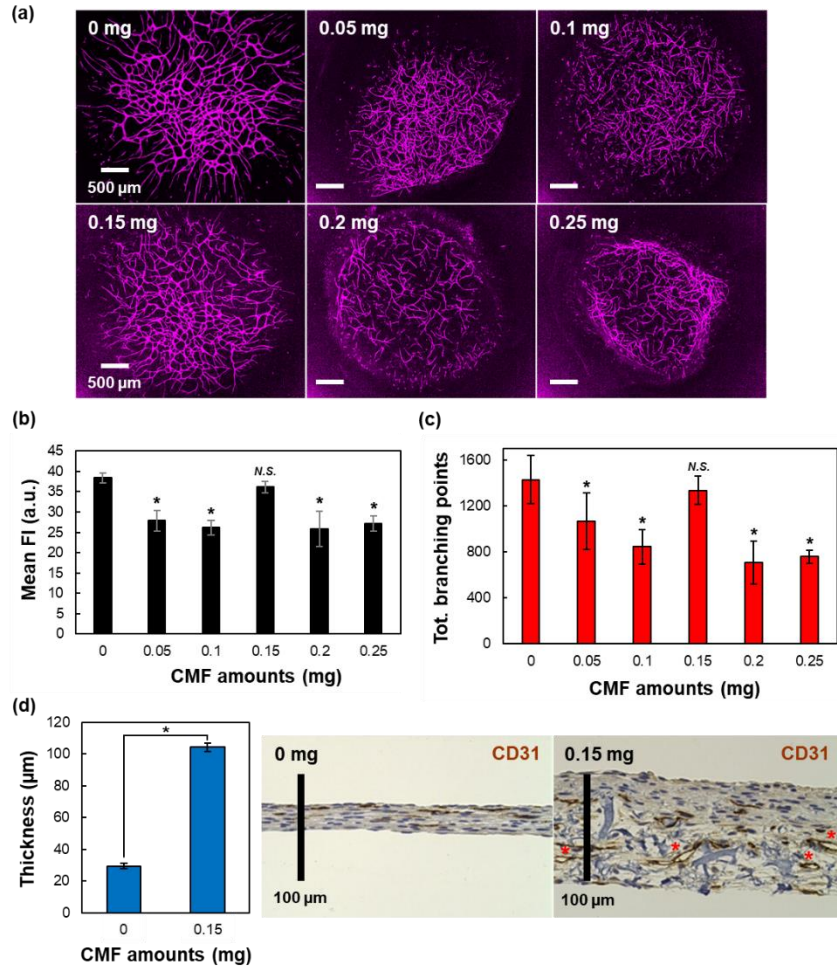 (a)
0 mg
0.05 mg
0.1 mg
500 µm
0.15 mg
0.2 mg
0.25 mg
500 µm
(b)
(c)
45
40
35
30
25
20
15
10
5
0
Mean FI (a.u.)
*
*
N.S.
*
*
0
0.05
0.1
0.15
0.2
0.25
CMF amounts (mg)
1600
1200
800
400
0
Tot. branching points
*
*
N.S.
*
*
0
0.05
0.1
0.15
0.2
0.25
CMF amounts (mg)
(d)
120
100
80
60
40
20
0
Thickness (µm)
*
0
0.15
CMF amounts (mg)
0 mg
CD31
100 µm
0.15 mg
CD31
*
*
*
*
100 µm